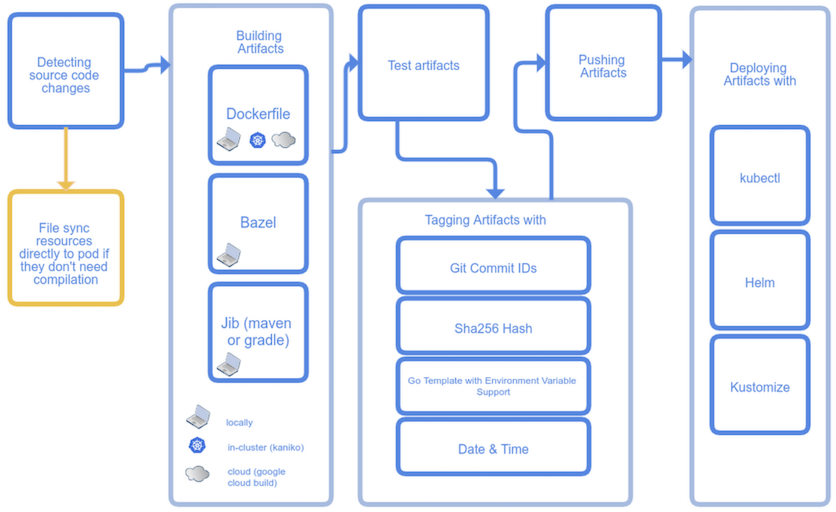 Detecting
source code
changes
File sync
resources
directly to pod if
they don't need
compilation
Building
Artifacts
Dockerfile
Bazel
Jib (maven
or gradle)
locally
in-cluster (kaniko)
cloud (google
cloud build)
Test artifacts
Tagging Artifacts with
Git Commit IDs
Sha256 Hash
Go Template with Environment Variable
Support
Date & Time
Pushing
Artifacts
Deploying
Artifacts with
kubectl
Helm
Kustomize